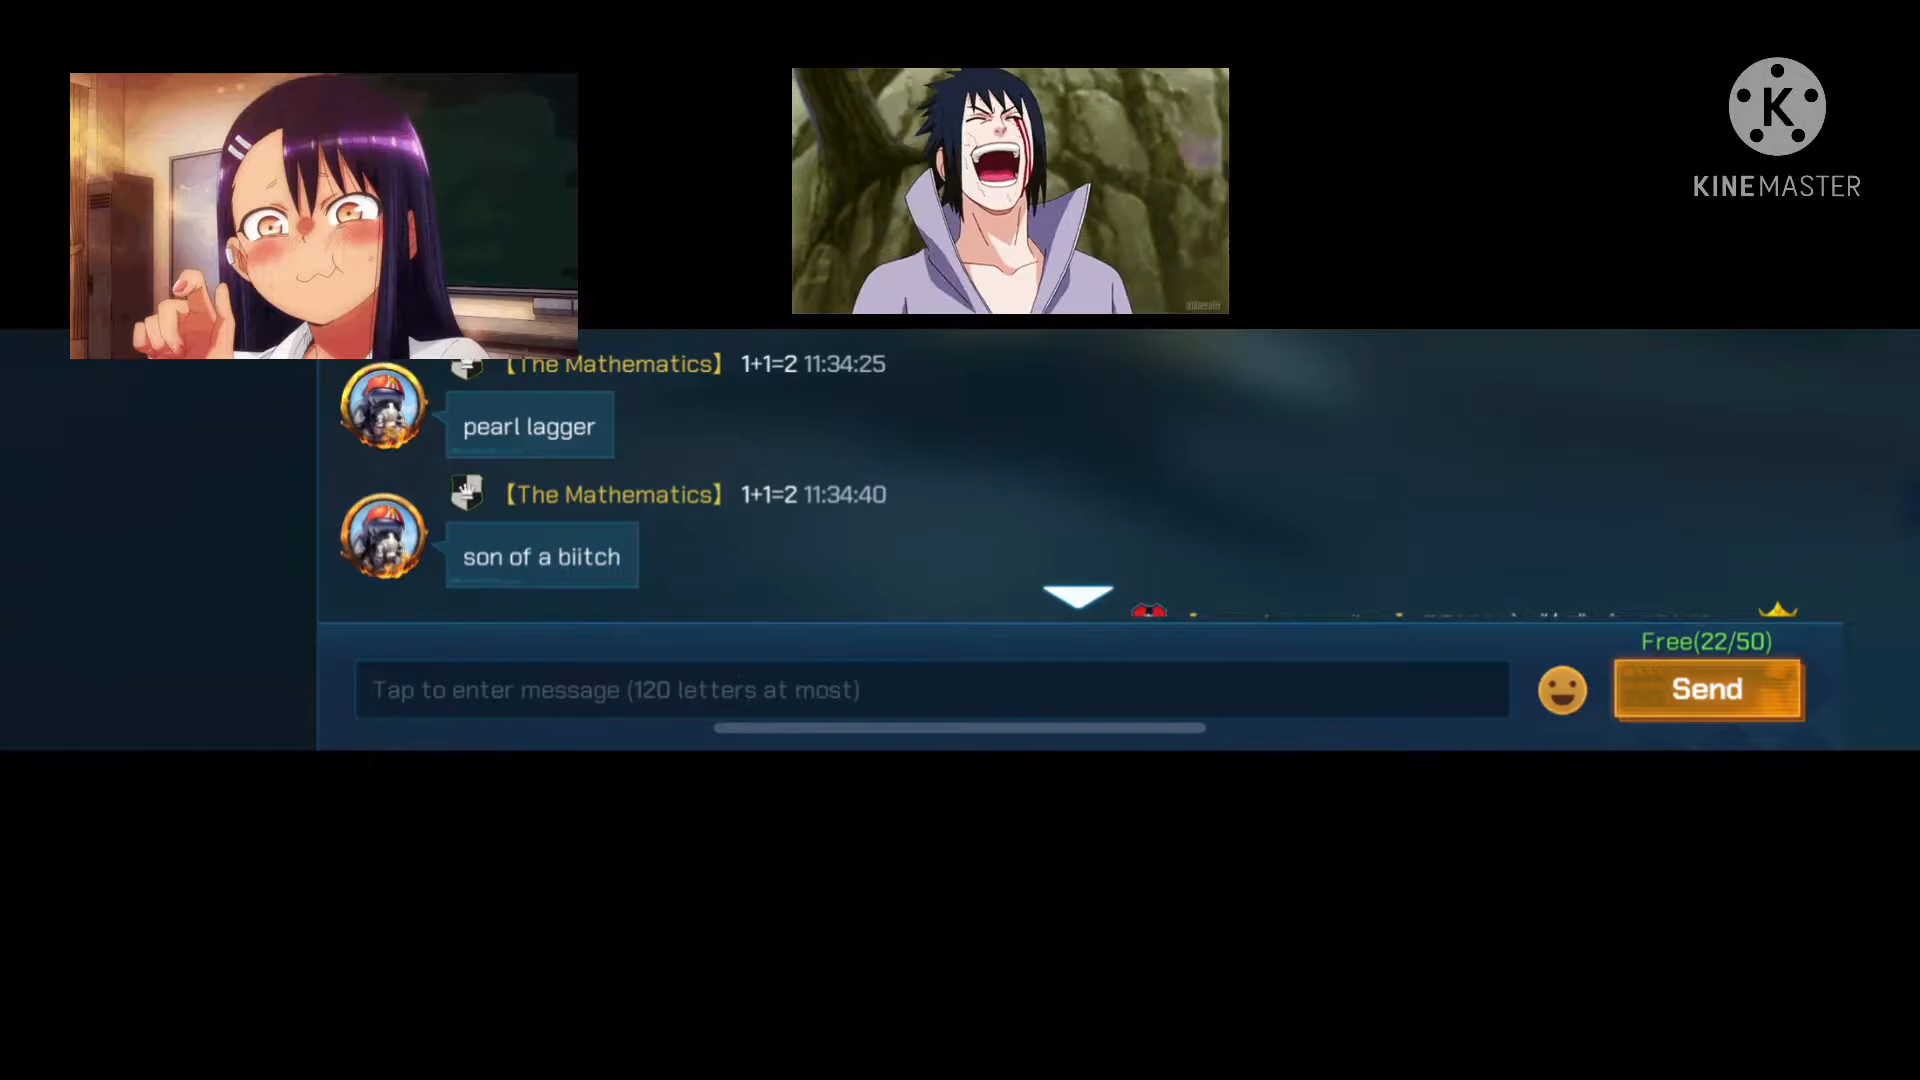 KINEMASTER
【The Mathematics】 1+1=2 11:34:25
pearl lagger
【The Mathematics】 1+1=2 11:34:40
son of a biitch
Free(22/50)
Tap to enter message (120 letters at most)
Send